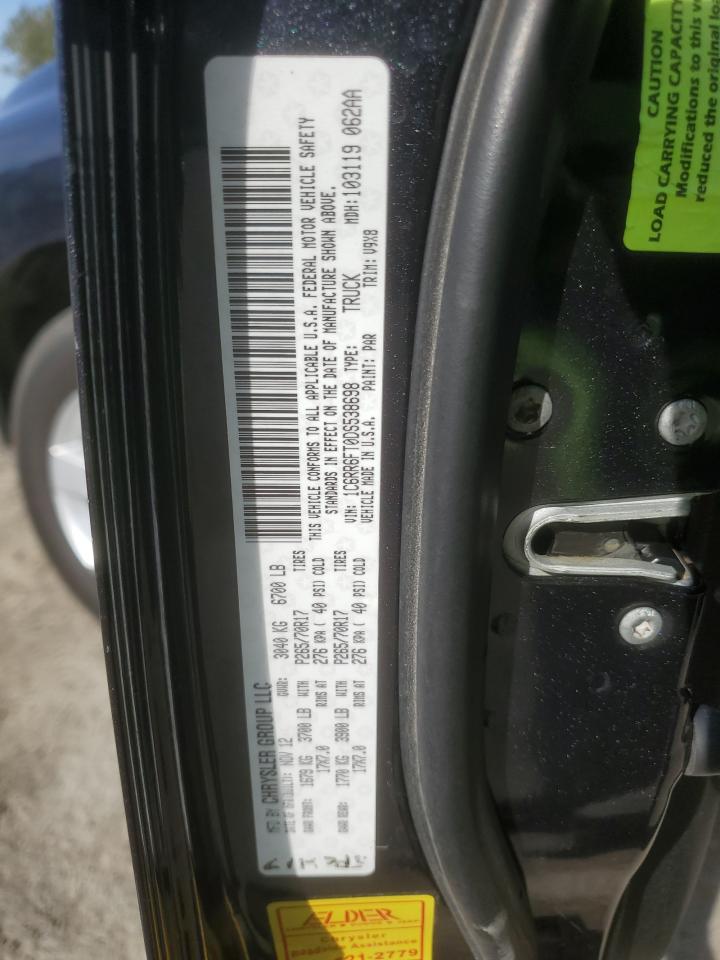 MFD BY CHRYSLER GROUP LLC
DATE OF MFR: NOV 12 GVWR: 3040 KG 6700 LB
GAWR FRONT: 1679 KG 3700 LB WITH P265/70R17 TIRES
17X7.0 RIMS AT 276 KPA ( 40 PSI) COLD
GAWR REAR: 1770 KG 3900 LB WITH P265/70R17 TIRES
17X7.0 RIMS AT 276 KPA ( 40 PSI) COLD
THIS VEHICLE CONFORMS TO ALL APPLICABLE U.S.A. FEDERAL MOTOR VEHICLE SAFETY
STANDARDS IN EFFECT ON THE DATE OF MANUFACTURE SHOWN ABOVE.
VIN: 1C6RR6FT0DS538698 TYPE: TRUCK MDH: 103119 062AA
VEHICLE MADE IN U.S.A. PAINT: PAR TRIM: V9X8
CAUTION
LOAD CARRYING CAPACITY
Modifications to this
reduced the original
ELDER
Chrysler
Roadside Assistance
21-2779